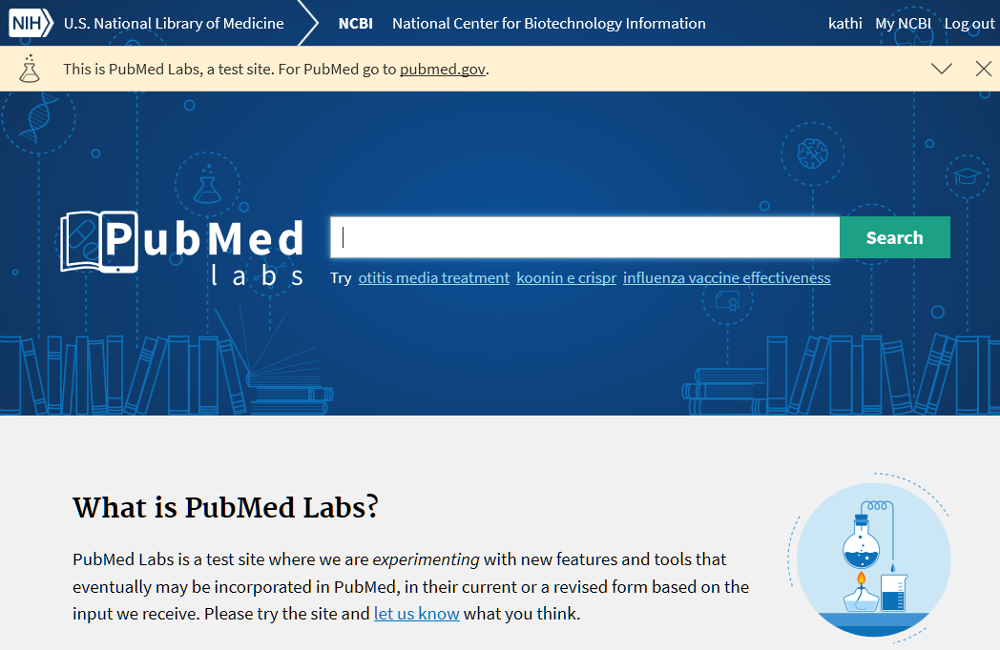 NIH U.S. National Library of Medicine NCBI National Center for Biotechnology Information kathi My NCBI Log out
This is PubMed Labs, a test site. For PubMed go to pubmed.gov.
PubMed
labs
Search
Try otitis media treatment koonin e crispr influenza vaccine effectiveness
What is PubMed Labs?
PubMed Labs is a test site where we are experimenting with new features and tools that
eventually may be incorporated in PubMed, in their current or a revised form based on the
input we receive. Please try the site and let us know what you think.